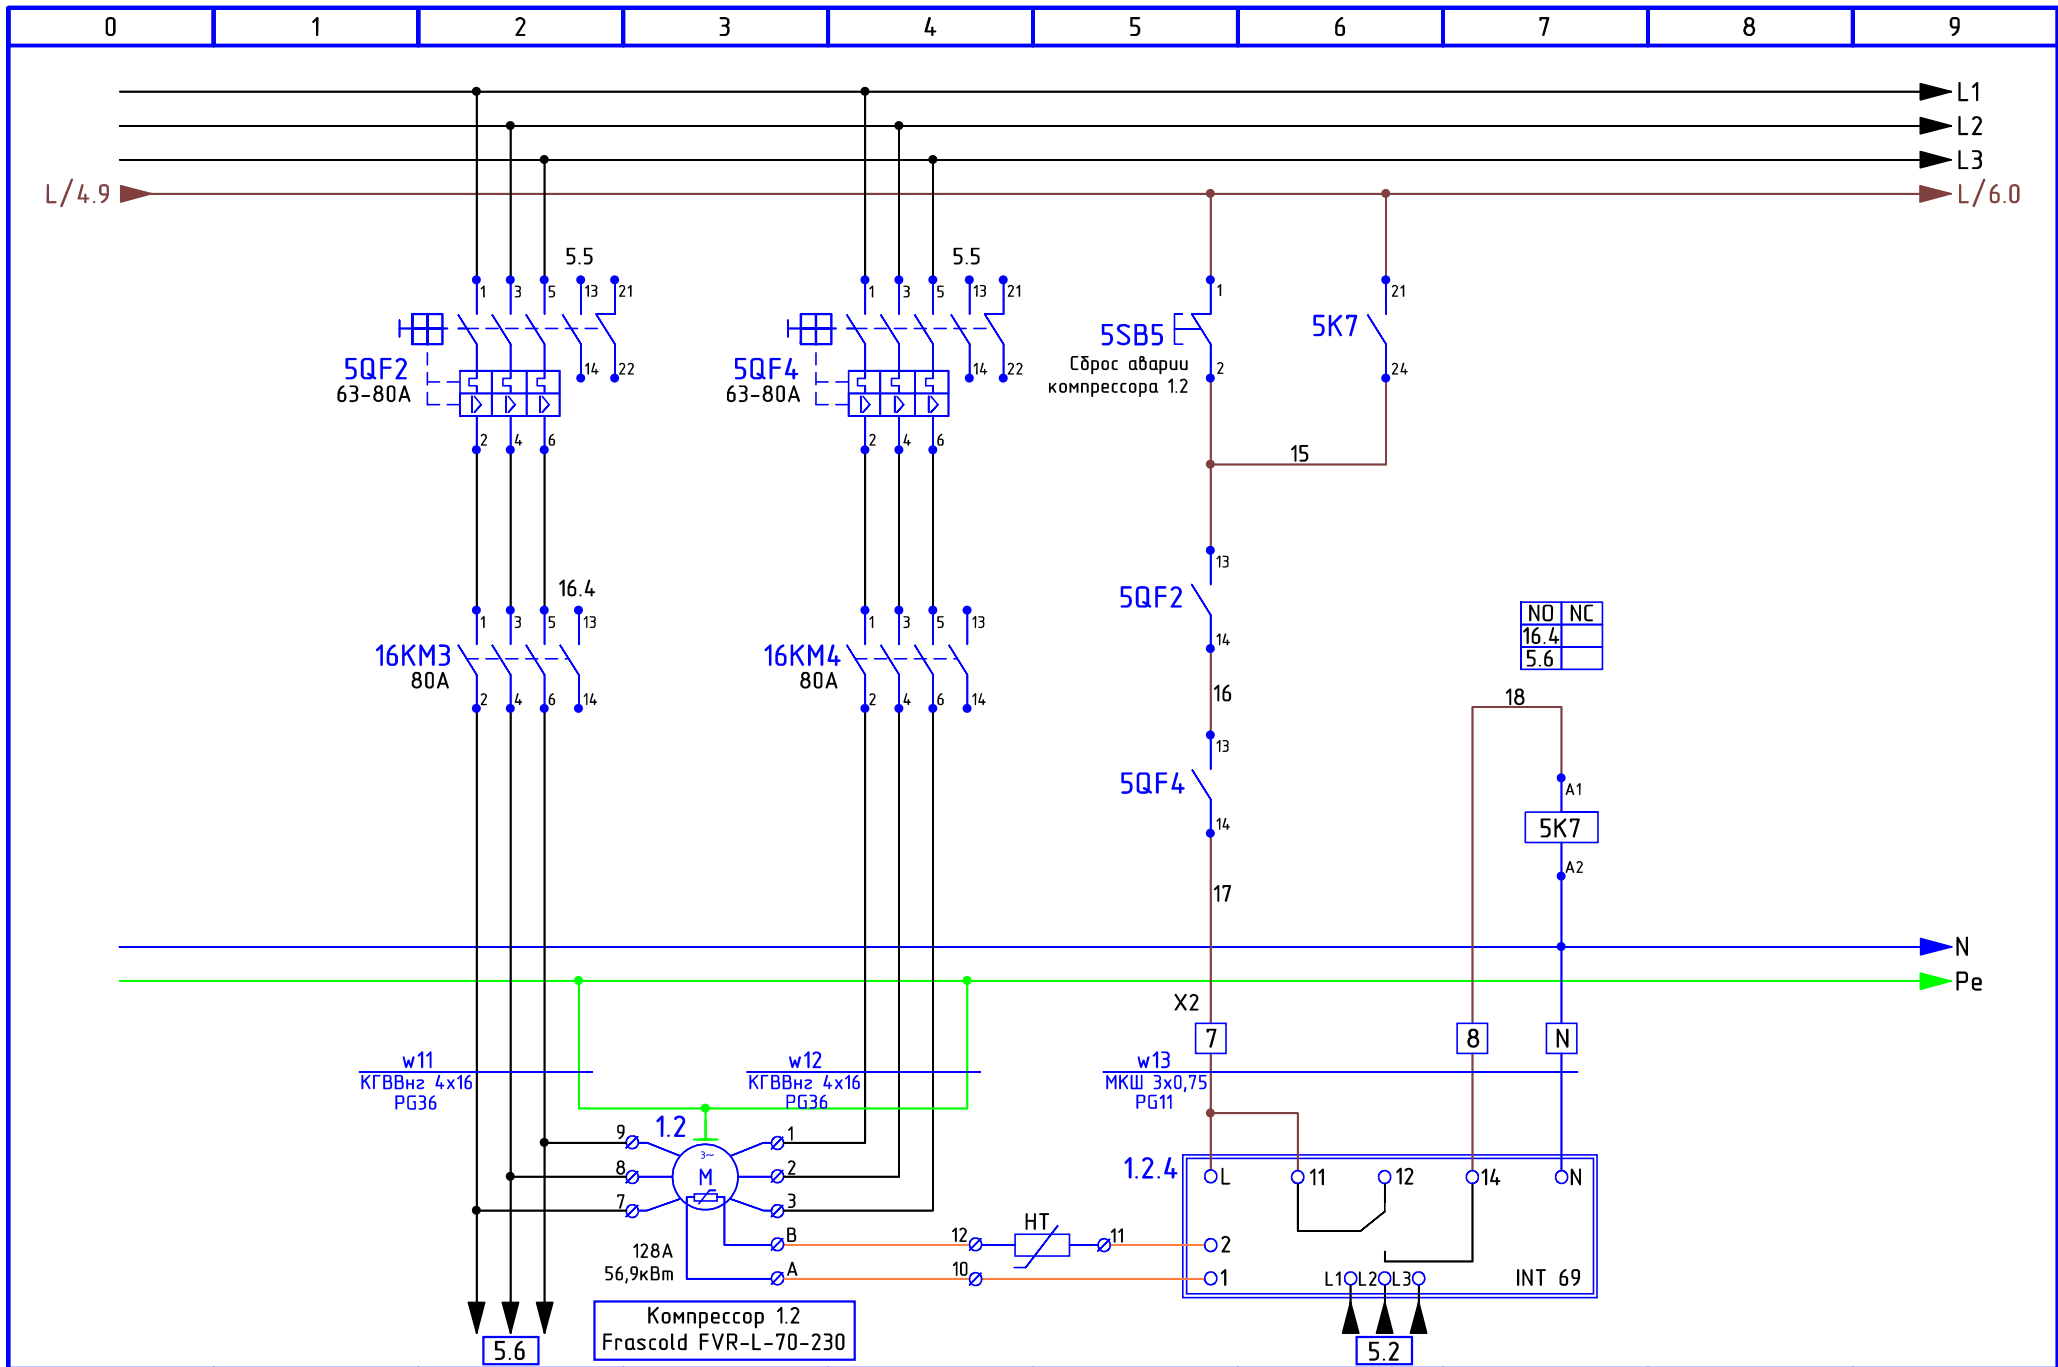 0 1 2 3 4 5 6 7 8 9
L1
L2
L3
L/4.9 L/6.0
5.5 5.5
1 3 5 13 21 1 3 5 13 21 1 21
5QF2
63-80A
14 22
2 4 6
5QF4
63-80A
14 22
2 4 6
5SB5
Сброс аварии
компрессора 1.2
2
5K7
24
15
16.4
1 3 5 13
16KM3
80A
2 4 6 14
1 3 5 13
16KM4
80A
2 4 6 14
13
5QF2
14
16
13
5QF4
14
17
NO NC
16.4
5.6
18
A1
5K7
A2
N
Pe
X2
7 8 N
w11
КГВВнг 4х16
PG36
w12
КГВВнг 4х16
PG36
w13
МКШ 3х0,75
PG11
1.2
9 1
8 2
7 3
3~
M
B
A
128A
56,9кВт
12 HT 11
10
1.2.4
L 11 12 14 N
2
1
L1 L2 L3 INT 69
Компрессор 1.2
Frascold FVR-L-70-230
5.6 5.2